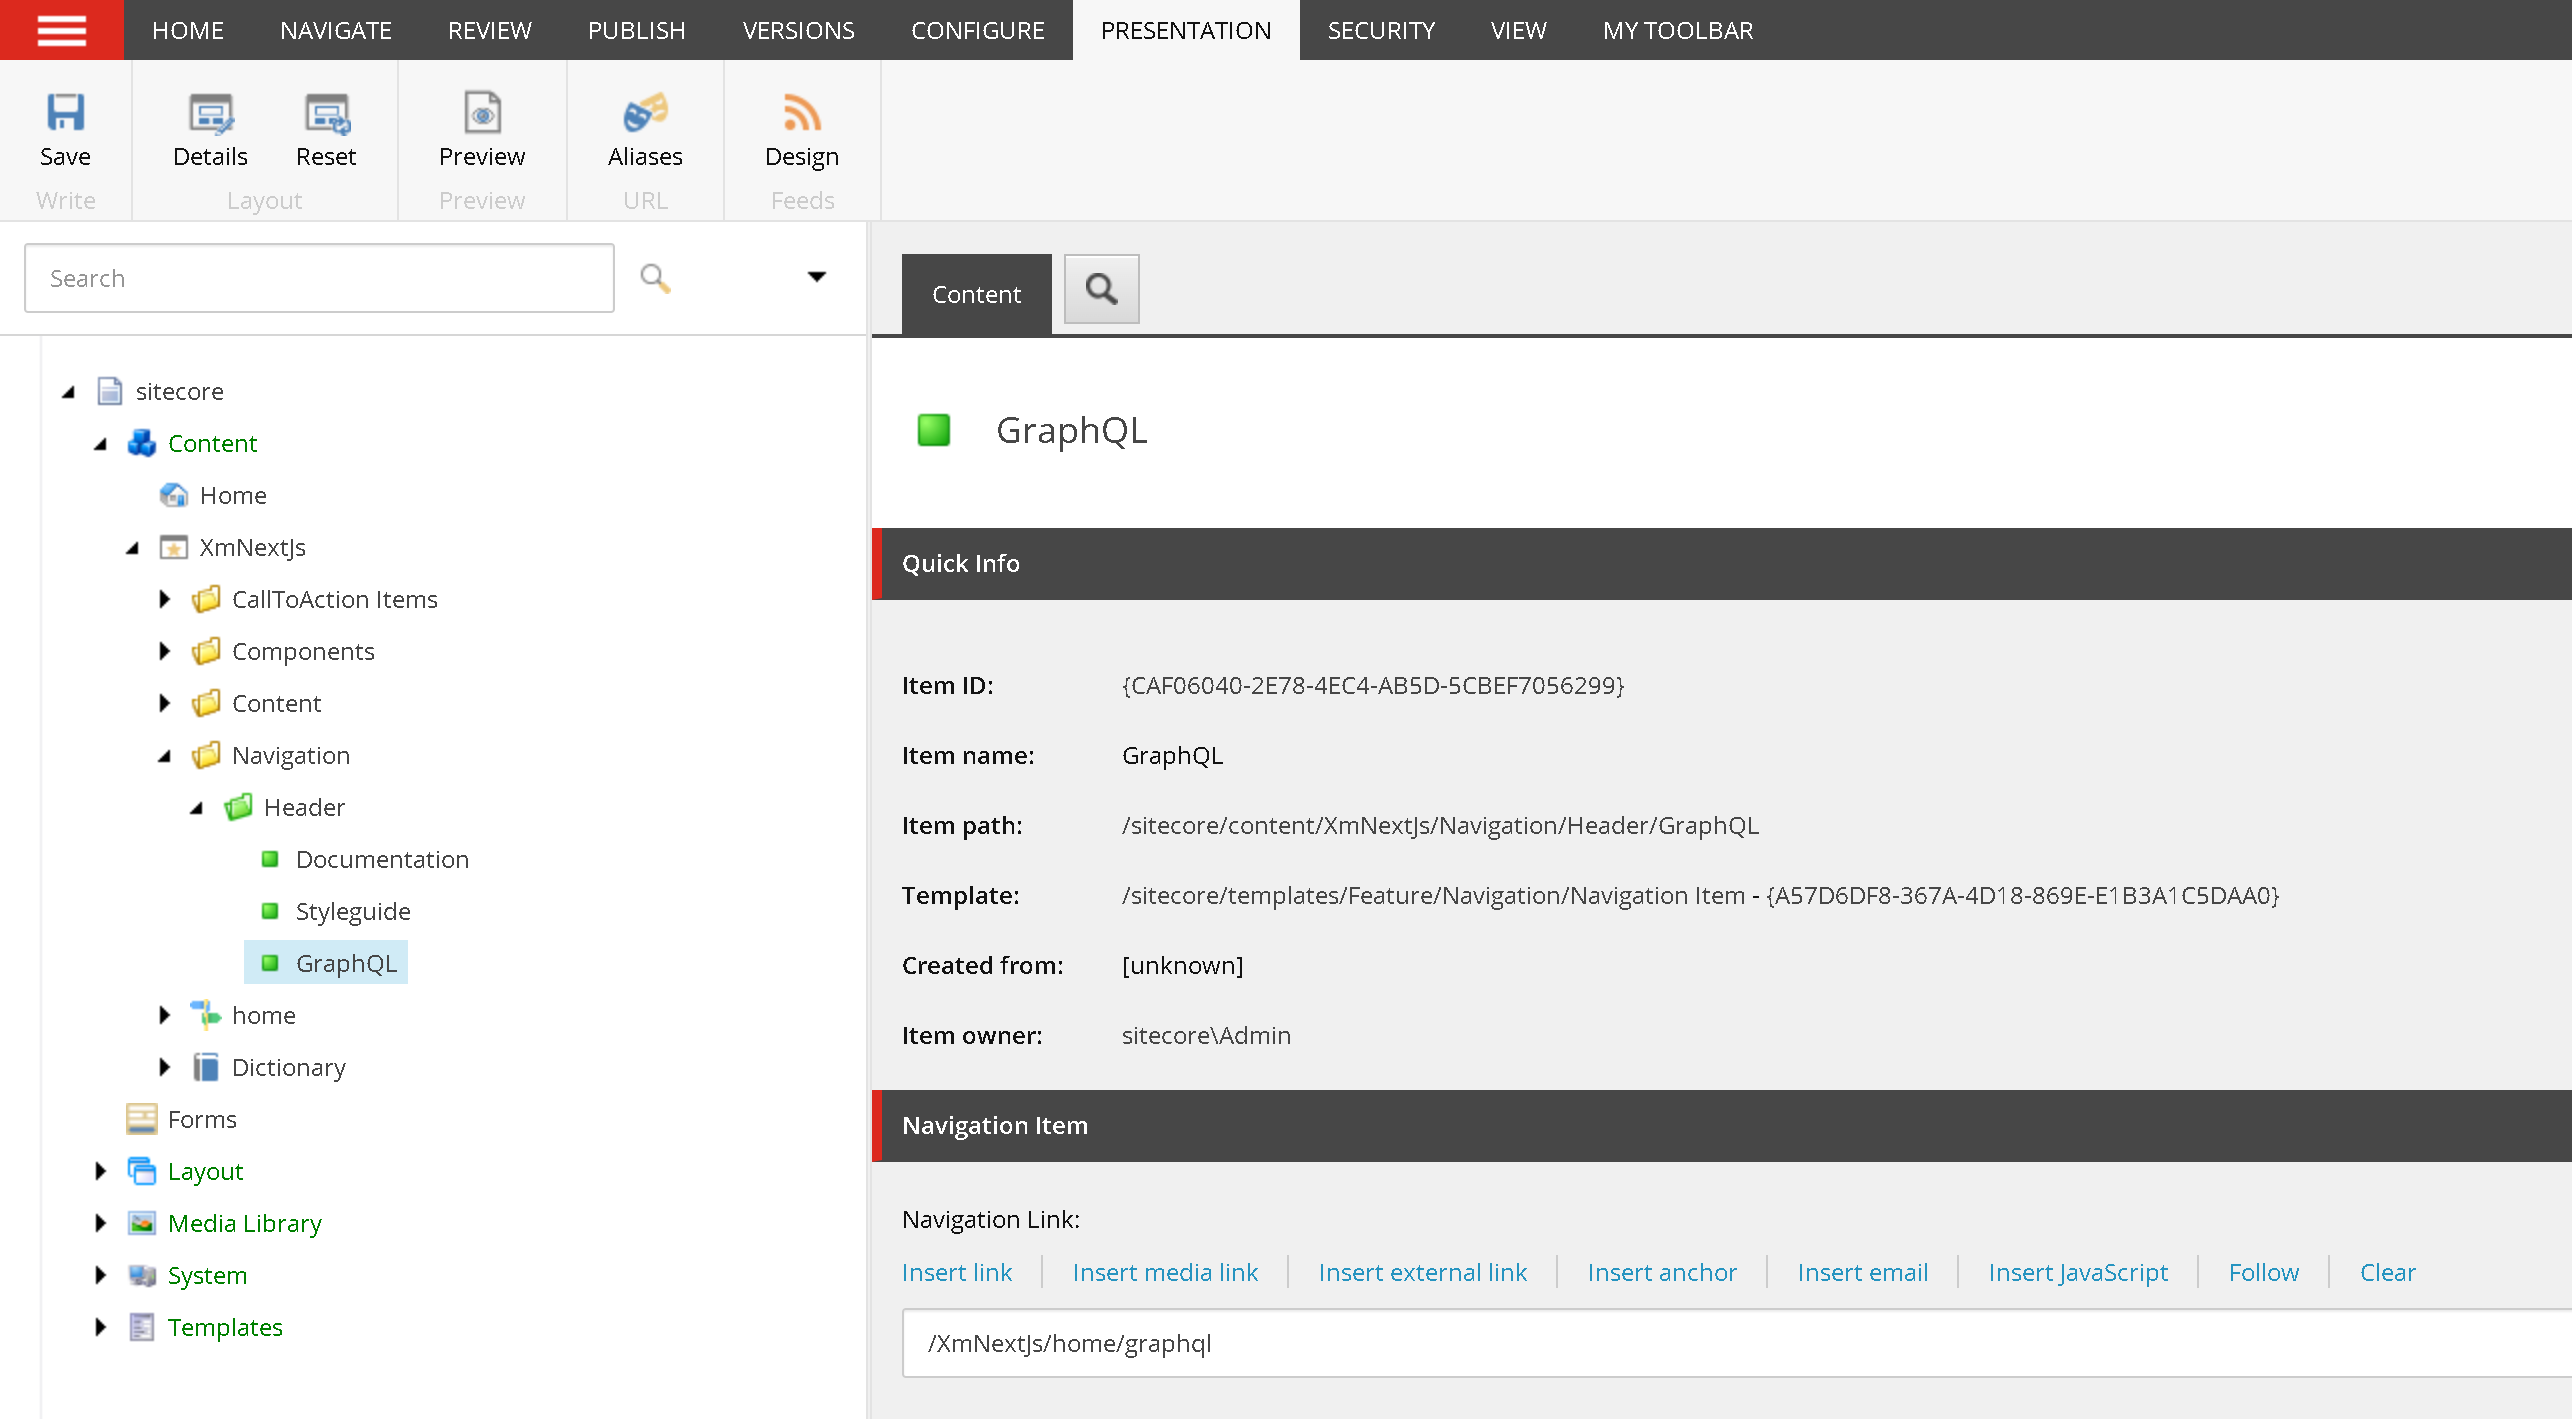 HOME NAVIGATE REVIEW PUBLISH VERSIONS CONFIGURE PRESENTATION SECURITY VIEW MY TOOLBAR
Save Details Reset Preview Aliases Design
Write Layout Preview URL Feeds
Search
Content
sitecore
Content
Home
XmNextJs
CallToAction Items
Components
Content
Navigation
Header
Documentation
Styleguide
GraphQL
home
Dictionary
Forms
Layout
Media Library
System
Templates
GraphQL
Quick Info
Item ID: {CAF06040-2E78-4EC4-AB5D-5CBEF7056299}
Item name: GraphQL
Item path: /sitecore/content/XmNextJs/Navigation/Header/GraphQL
Template: /sitecore/templates/Feature/Navigation/Navigation Item - {A57D6DF8-367A-4D18-869E-E1B3A1C5DAA0}
Created from: [unknown]
Item owner: sitecore\Admin
Navigation Item
Navigation Link:
Insert link Insert media link Insert external link Insert anchor Insert email Insert JavaScript Follow Clear
/XmNextJs/home/graphql